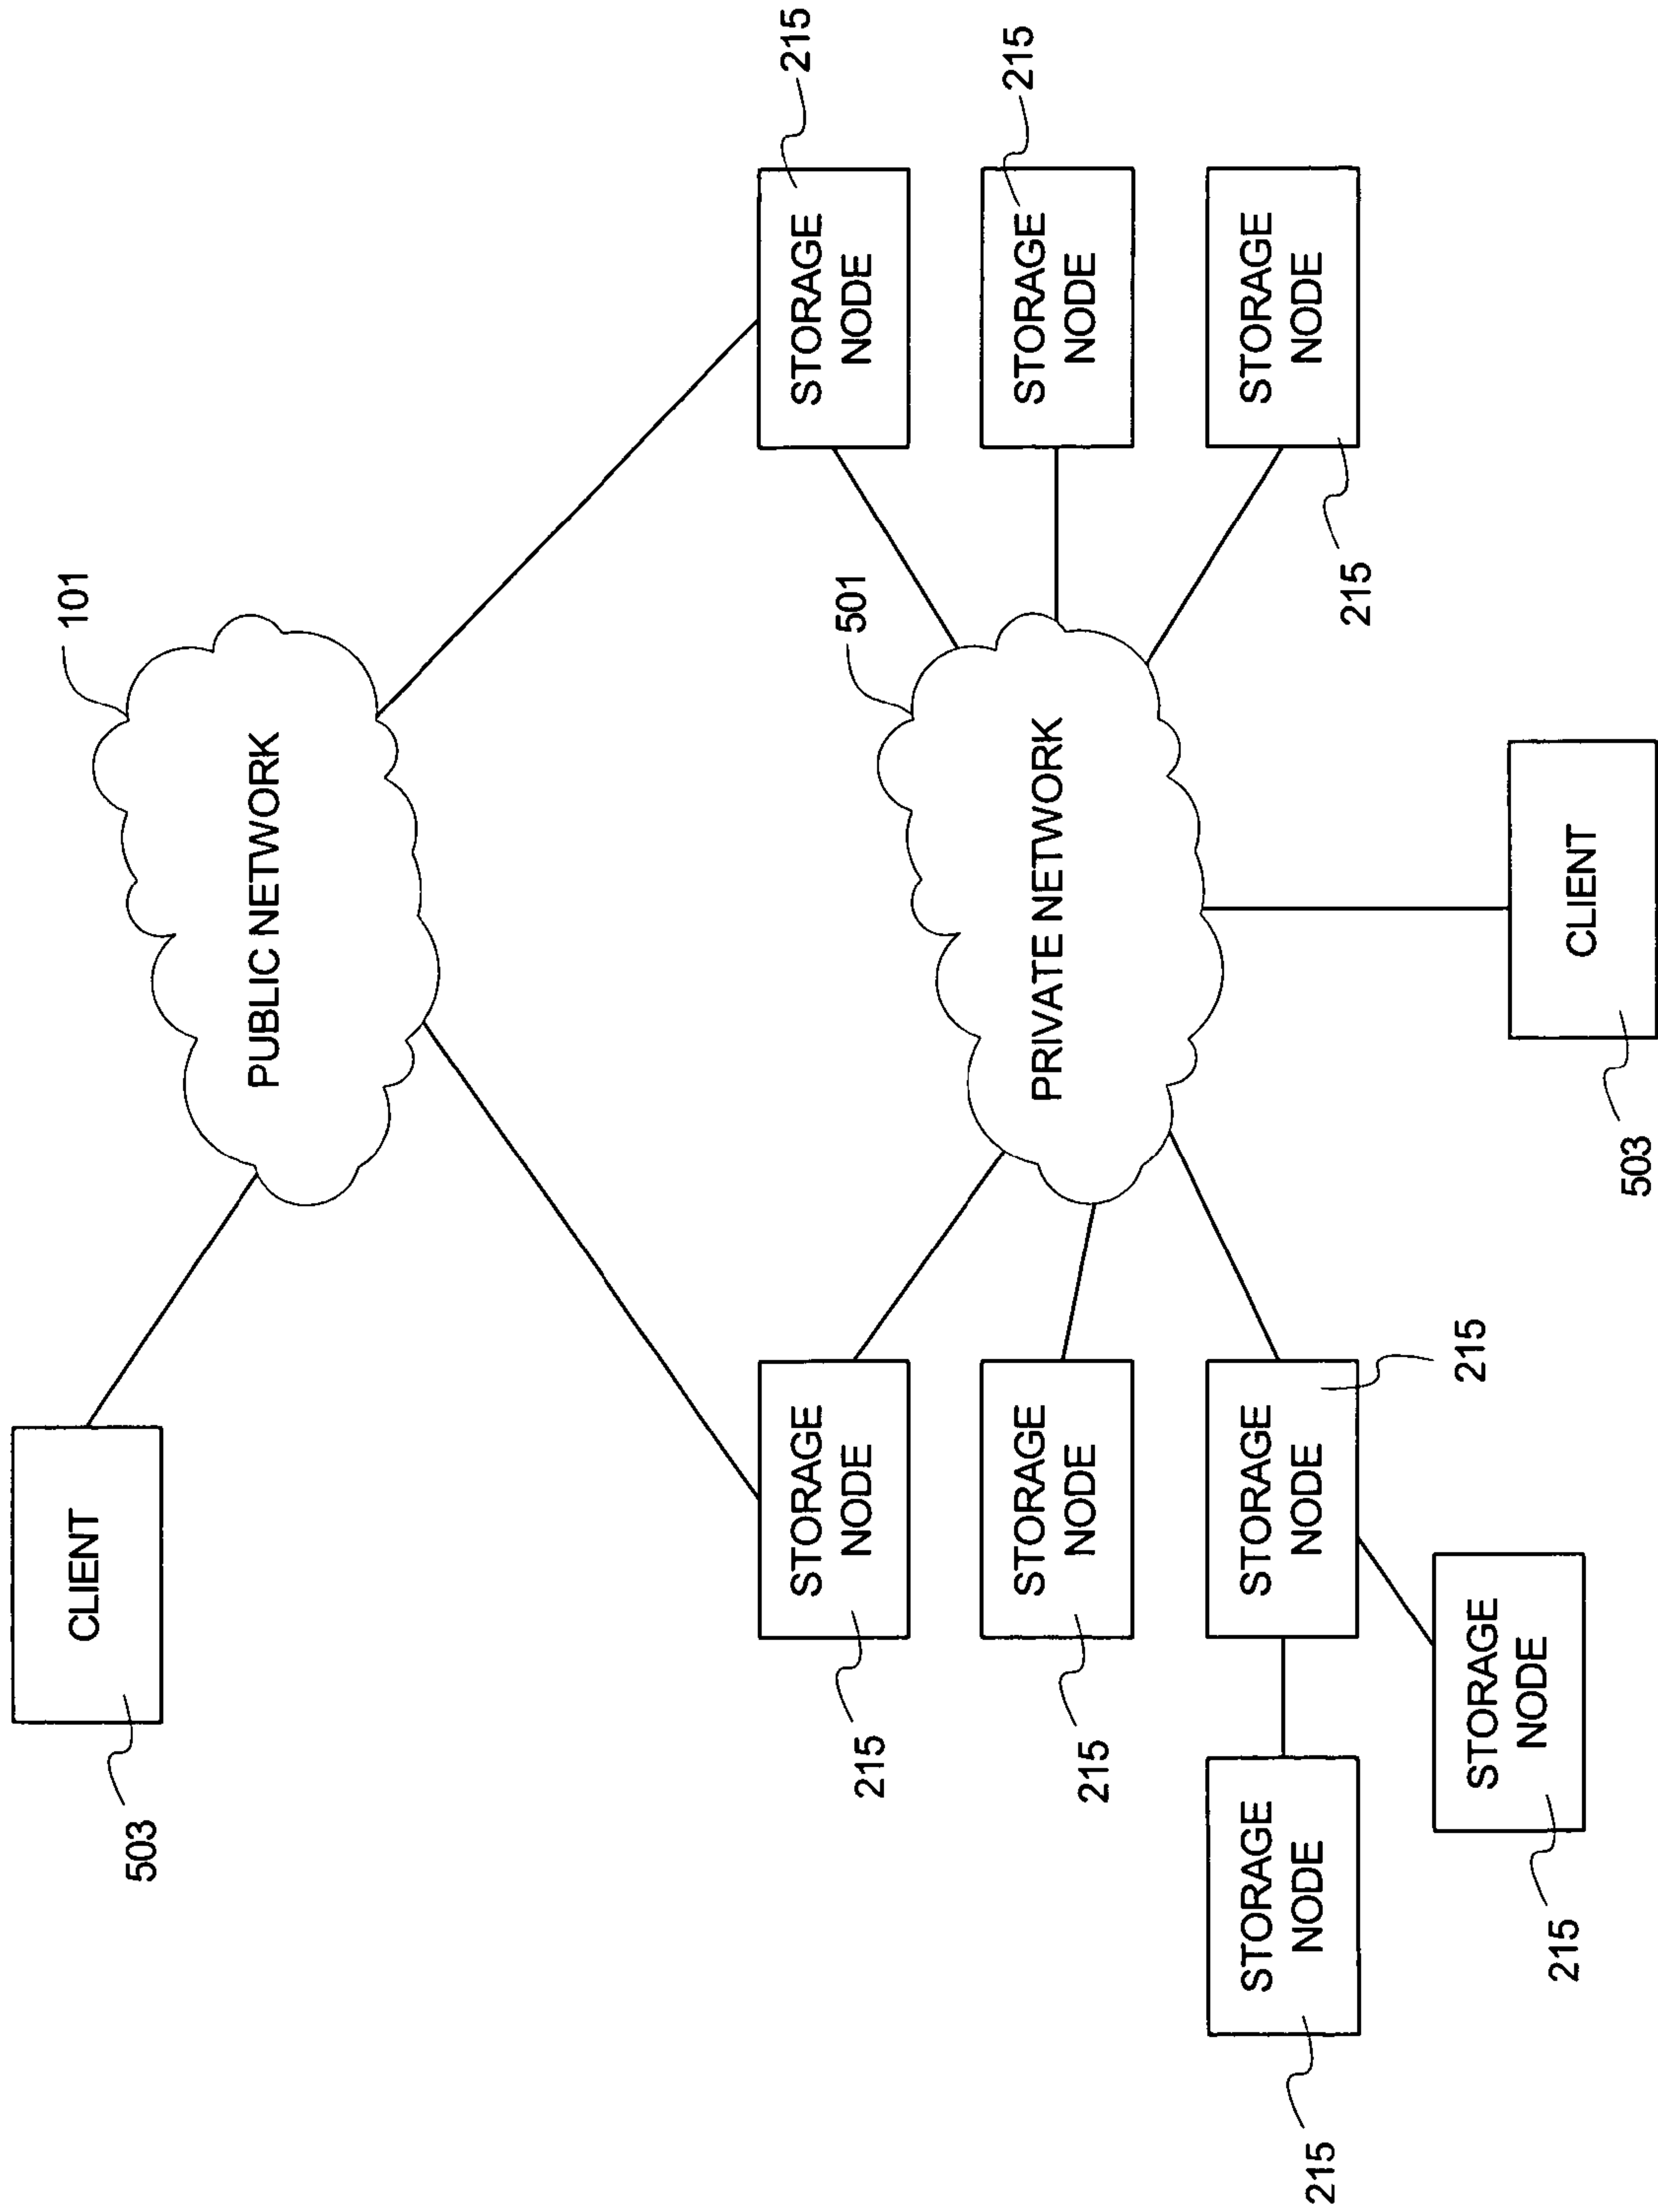 CLIENT
503
PUBLIC NETWORK
101
STORAGE
NODE
215
STORAGE
NODE
215
PRIVATE NETWORK
501
STORAGE
NODE
215
STORAGE
NODE
215
STORAGE
NODE
215
STORAGE
NODE
215
STORAGE
NODE
215
STORAGE
NODE
215
CLIENT
503